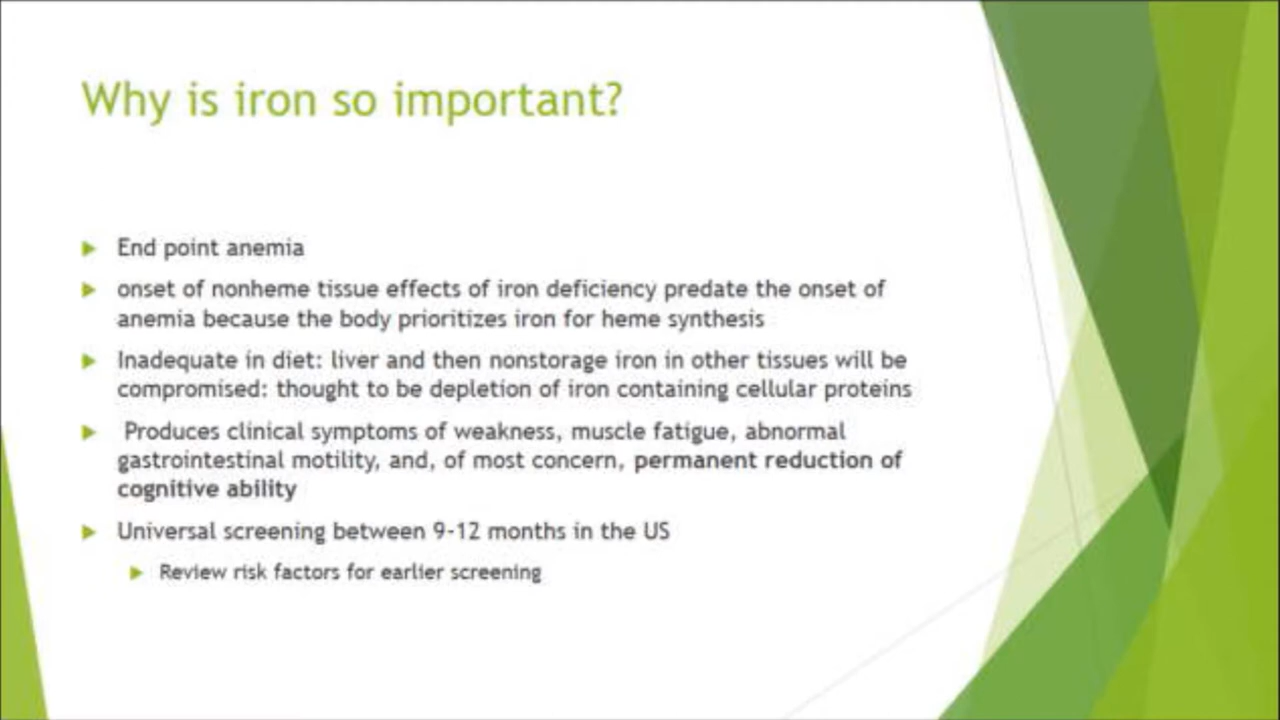 Why is iron so important?
End point anemia
onset of nonheme tissue effects of iron deficiency predate the onset of
anemia because the body prioritizes iron for heme synthesis
Inadequate in diet: liver and then nonstorage iron in other tissues will be
compromised: thought to be depletion of iron containing cellular proteins
Produces clinical symptoms of weakness, muscle fatigue, abnormal
gastrointestinal motility, and, of most concern, permanent reduction of
cognitive ability
Universal screening between 9-12 months in the US
Review risk factors for earlier screening